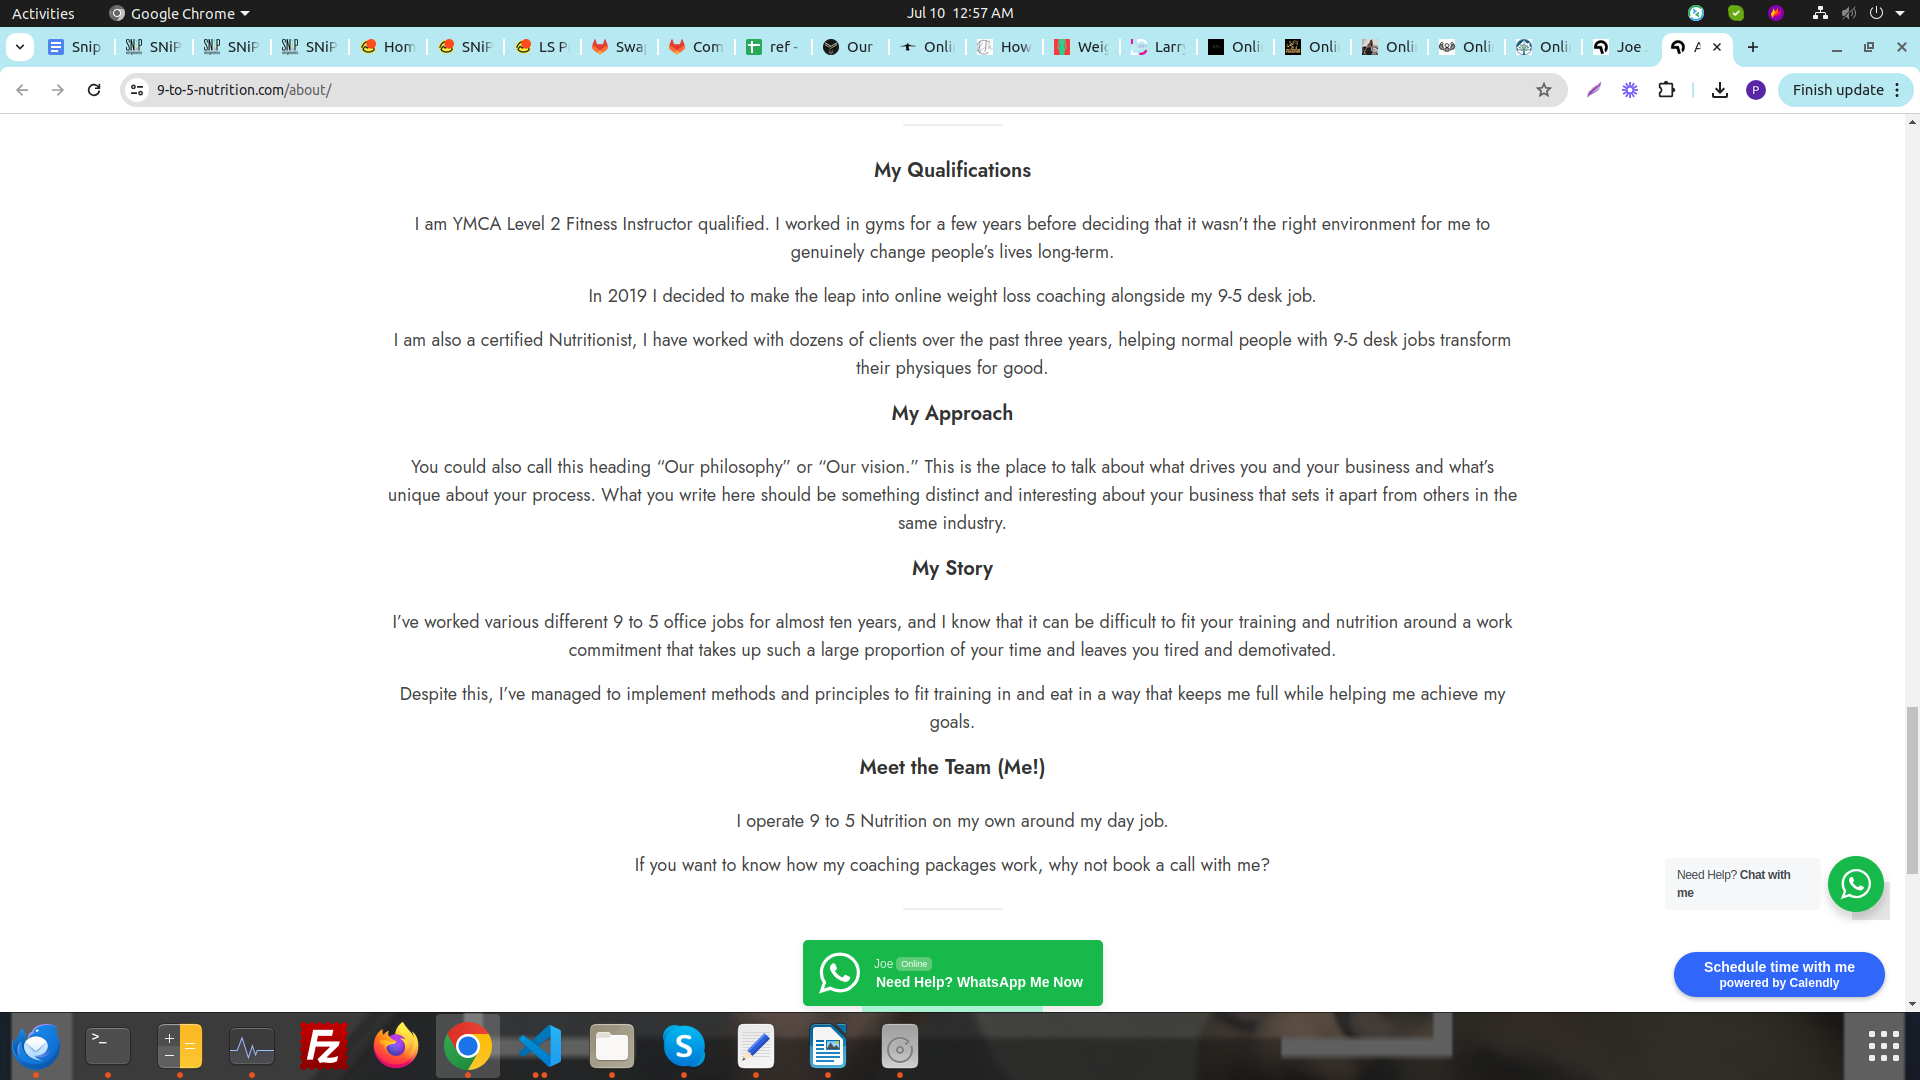 Activities
Google Chrome
Jul 10 12:57 AM
Snip
SNiP
SNiP
SNiP
Hom
SNiP
LS P
Swap
Com
ref -
Our
Onli
How
Weig
Larry
Onli
Onli
Onli
Onli
Onli
Joe
A
9-to-5-nutrition.com/about/
P
Finish update
My Qualifications
I am YMCA Level 2 Fitness Instructor qualified. I worked in gyms for a few years before deciding that it wasn’t the right environment for me to
genuinely change people’s lives long-term.
In 2019 I decided to make the leap into online weight loss coaching alongside my 9-5 desk job.
I am also a certified Nutritionist, I have worked with dozens of clients over the past three years, helping normal people with 9-5 desk jobs transform
their physiques for good.
My Approach
You could also call this heading “Our philosophy” or “Our vision.” This is the place to talk about what drives you and your business and what’s
unique about your process. What you write here should be something distinct and interesting about your business that sets it apart from others in the
same industry.
My Story
I’ve worked various different 9 to 5 office jobs for almost ten years, and I know that it can be difficult to fit your training and nutrition around a work
commitment that takes up such a large proportion of your time and leaves you tired and demotivated.
Despite this, I’ve managed to implement methods and principles to fit training in and eat in a way that keeps me full while helping me achieve my
goals.
Meet the Team (Me!)
I operate 9 to 5 Nutrition on my own around my day job.
If you want to know how my coaching packages work, why not book a call with me?
Need Help? Chat with
me
Joe Online
Need Help? WhatsApp Me Now
Schedule time with me
powered by Calendly